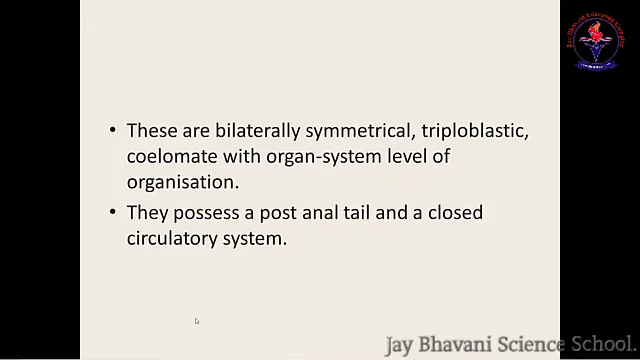 • These are bilaterally symmetrical, triploblastic,
coelomate with organ-system level of
organisation.
• They possess a post anal tail and a closed
circulatory system.
Jay Bhavani Science School.